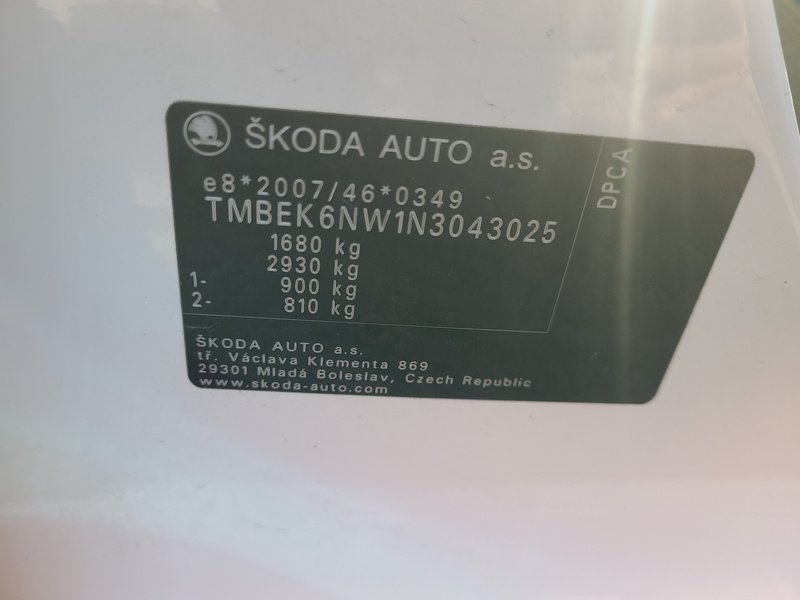 ŠKODA AUTO a.s.
DPCA
e8*2007/46*0349
TMBEK6NW1N3043025
1680 kg
2930 kg
1- 900 kg
2- 810 kg
ŠKODA AUTO a.s.
tř. Václava Klementa 869
29301 Mladá Boleslav, Czech Republic
www.skoda-auto.com